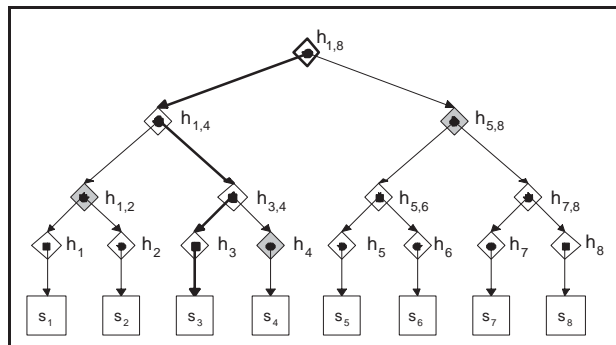 h1,8
h1,4
h5,8
h1,2
h3,4
h5,6
h7,8
h1 h2 h3 h4 h5 h6 h7 h8
s1 s2 s3 s4 s5 s6 s7 s8